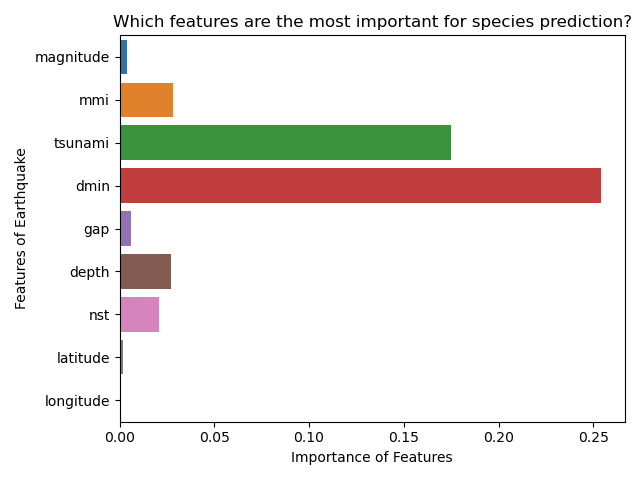 Which features are the most important for species prediction?
magnitude
mmi
tsunami
dmin
gap
depth
nst
latitude
longitude
Features of Earthquake
0.00 0.05 0.10 0.15 0.20 0.25
Importance of Features